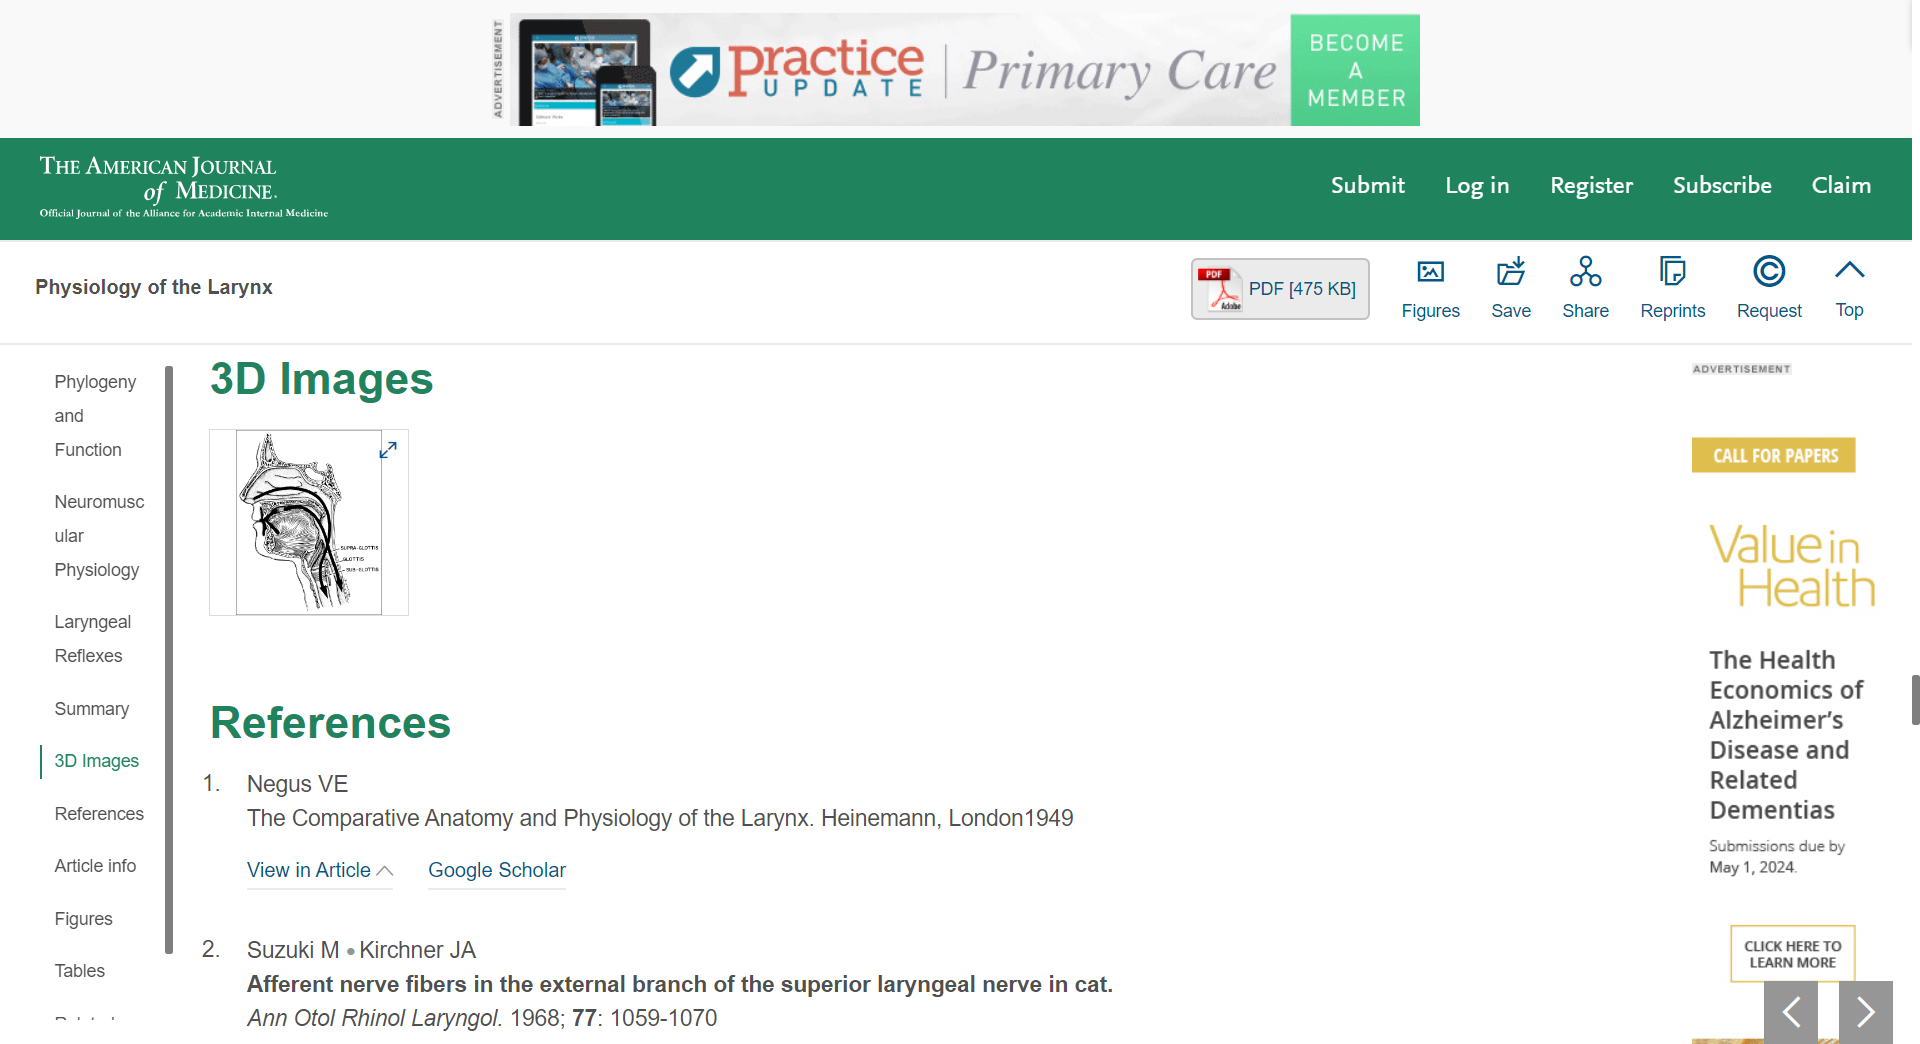 ADVERTISEMENT
practice UPDATE Primary Care
BECOME
A
MEMBER
THE AMERICAN JOURNAL
of MEDICINE.
Official Journal of the Alliance for Academic Internal Medicine
Submit Log in Register Subscribe Claim
Physiology of the Larynx
PDF Adobe PDF [475 KB]
Figures Save Share Reprints Request Top
Phylogeny
and
Function
Neuromusc
ular
Physiology
Laryngeal
Reflexes
Summary
3D Images
References
Article info
Figures
Tables
3D Images
SUPRA-GLOTTIS
GLOTTIS
SUB-GLOTTIS
References
1. Negus VE
The Comparative Anatomy and Physiology of the Larynx. Heinemann, London1949
View in Article Google Scholar
2. Suzuki M • Kirchner JA
Afferent nerve fibers in the external branch of the superior laryngeal nerve in cat.
Ann Otol Rhinol Laryngol. 1968; 77: 1059-1070
ADVERTISEMENT
CALL FOR PAPERS
Value in
Health
The Health
Economics of
Alzheimer's
Disease and
Related
Dementias
Submissions due by
May 1, 2024.
CLICK HERE TO
LEARN MORE